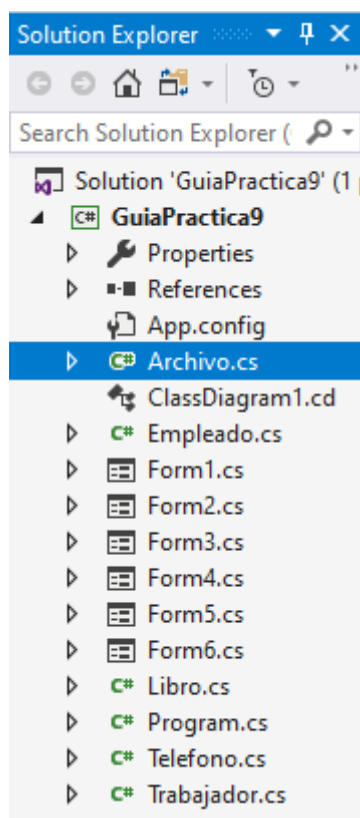 Solution Explorer
Search Solution Explorer (
Solution 'GuiaPractica9' (1
C# GuiaPractica9
Properties
References
App.config
C# Archivo.cs
ClassDiagram1.cd
C# Empleado.cs
Form1.cs
Form2.cs
Form3.cs
Form4.cs
Form5.cs
Form6.cs
C# Libro.cs
C# Program.cs
C# Telefono.cs
C# Trabajador.cs